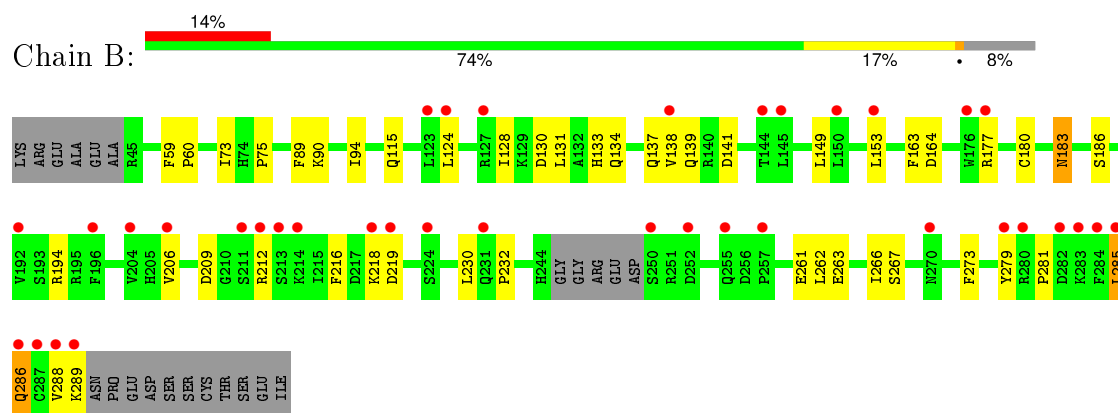 14%
Chain B:
74% 17% • 8%
LYS ARG GLU ALA GLU ALA R45 F59 P60 I73 H74 P75 F89 K90 I94 Q115 L123 L124 R127 I128 K129 D130 L131 A132 H133 Q134 Q137 V138 Q139 R140 D141 T144 L145 L149 L150 L153 F163 D164 W176 R177 C180 N183 S186
V192 S193 R194 R195 F196 V204 H205 V206 D209 G210 S211 R212 S213 K214 I215 F216 D217 K218 D219 S224 L230 Q231 P232 H244 GLY GLY ARG GLU ASP S250 R251 D252 Q255 D256 P257 E261 L262 E263 I266 S267 N270 F273 Y279 R280 P281 D282 K283 F284 L285
Q286 C287 V288 K289 ASN PRO GLU ASP SER SER CYS THR SER GLU ILE